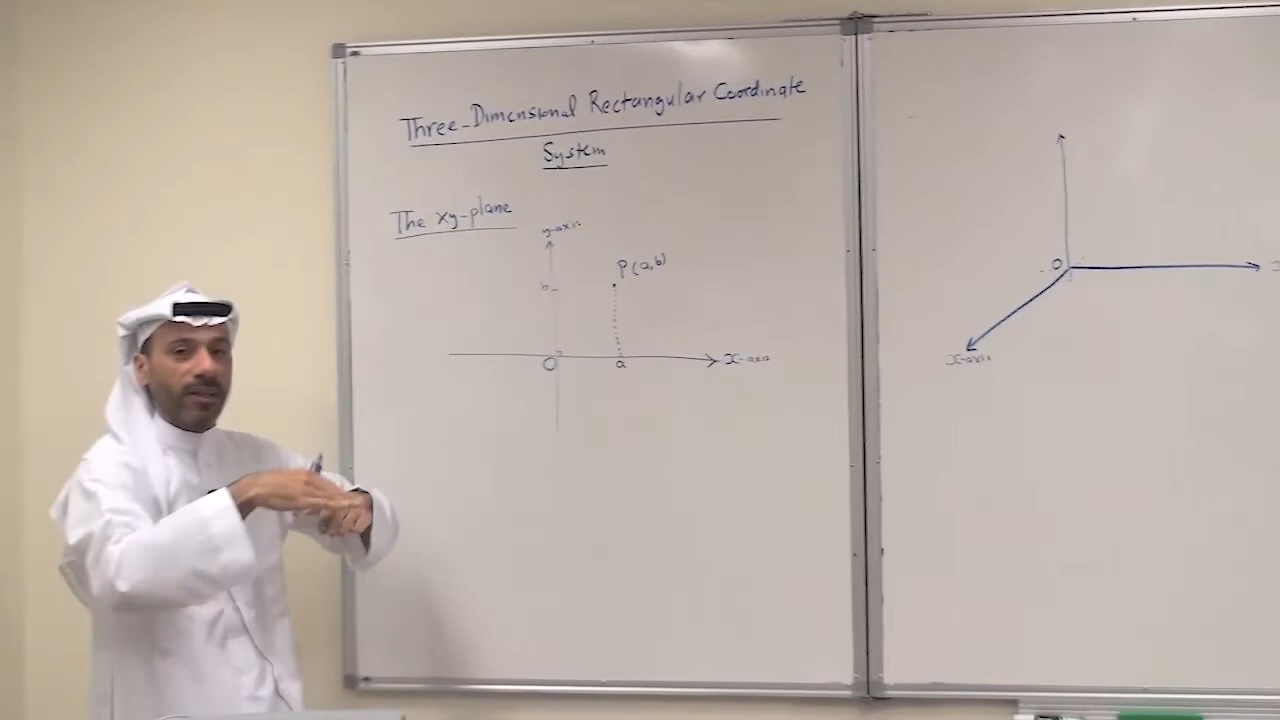 Three-Dimensional Rectangular Coordinate
System
The xy-plane
y-axis
P(a,b)
b
O
a
x-axis
O
x-axis